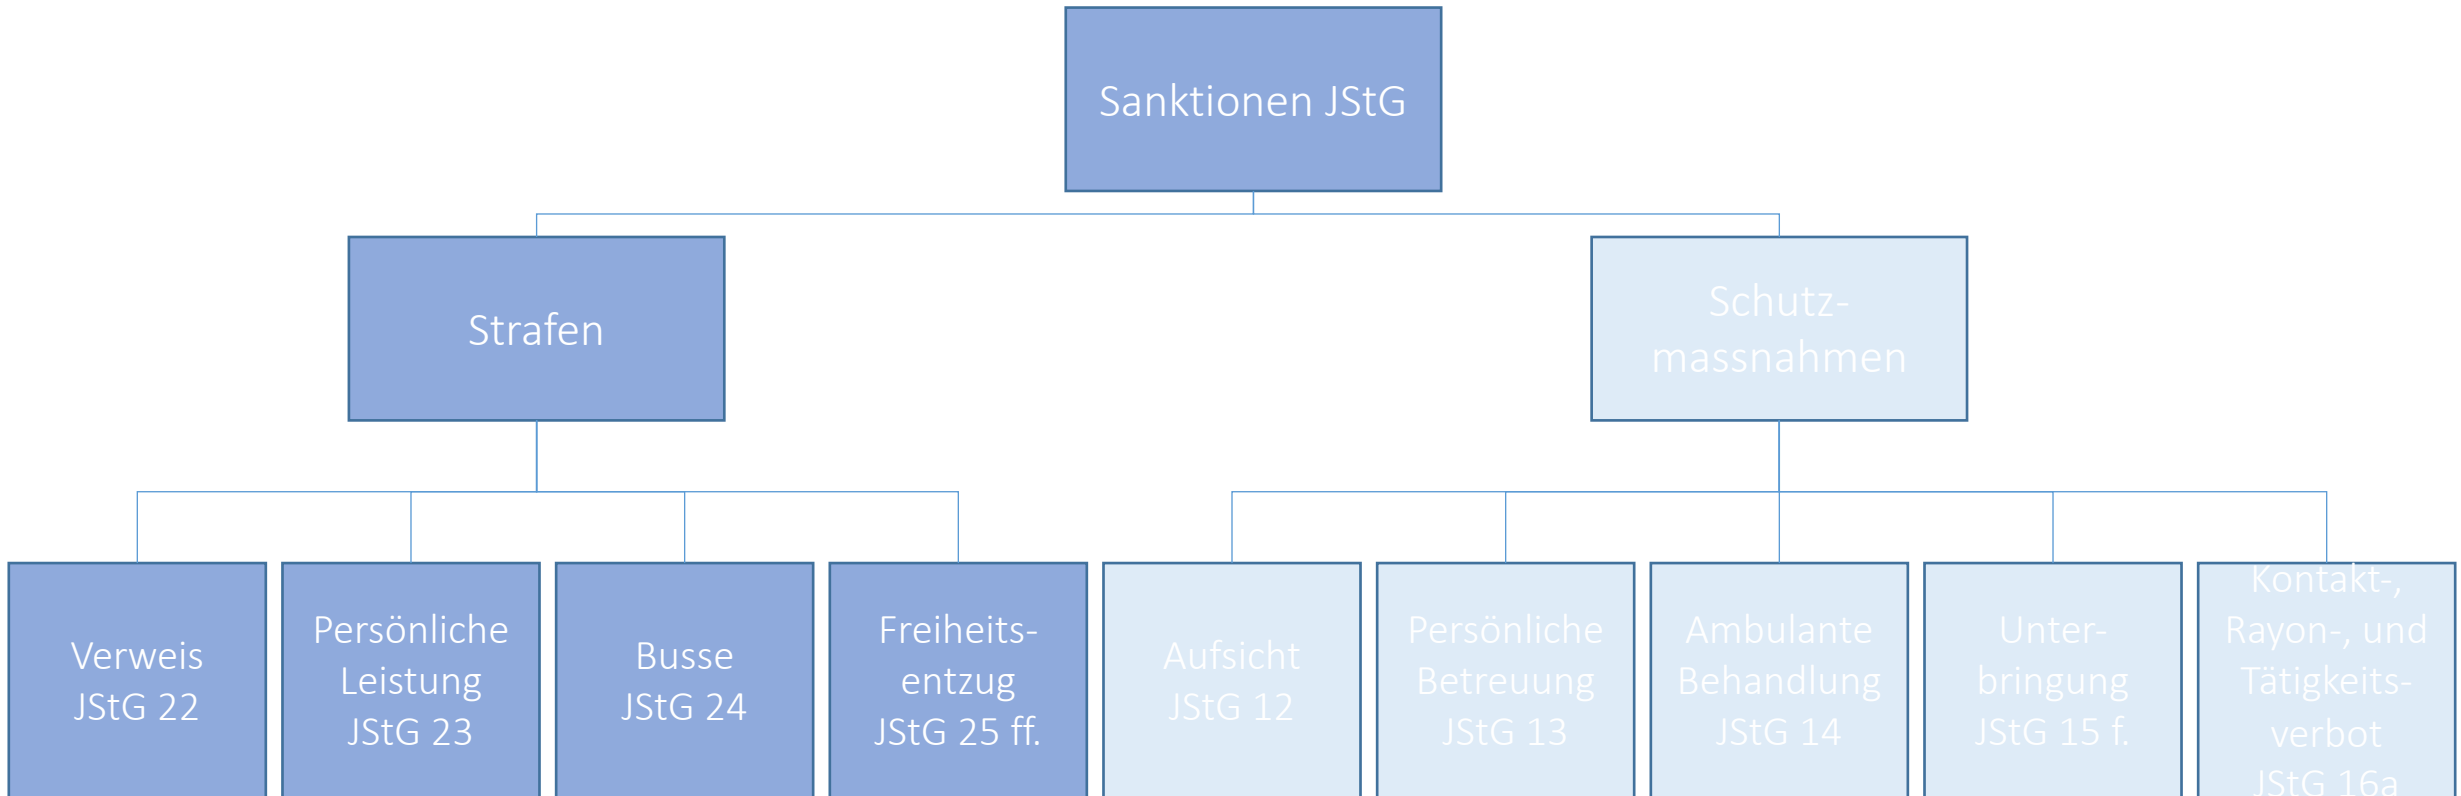 Sanktionen JStG
Strafen
Schutz-
massnahmen
Verweis
JStG 22
Persönliche
Leistung
JStG 23
Busse
JStG 24
Freiheits-
entzug
JStG 25 ff.
Aufsicht
JStG 12
Persönliche
Betreuung
JStG 13
Ambulante
Behandlung
JStG 14
Unter-
bringung
JStG 15 f.
Kontakt-,
Rayon-, und
Tätigkeits-
verbot
JStG 16a